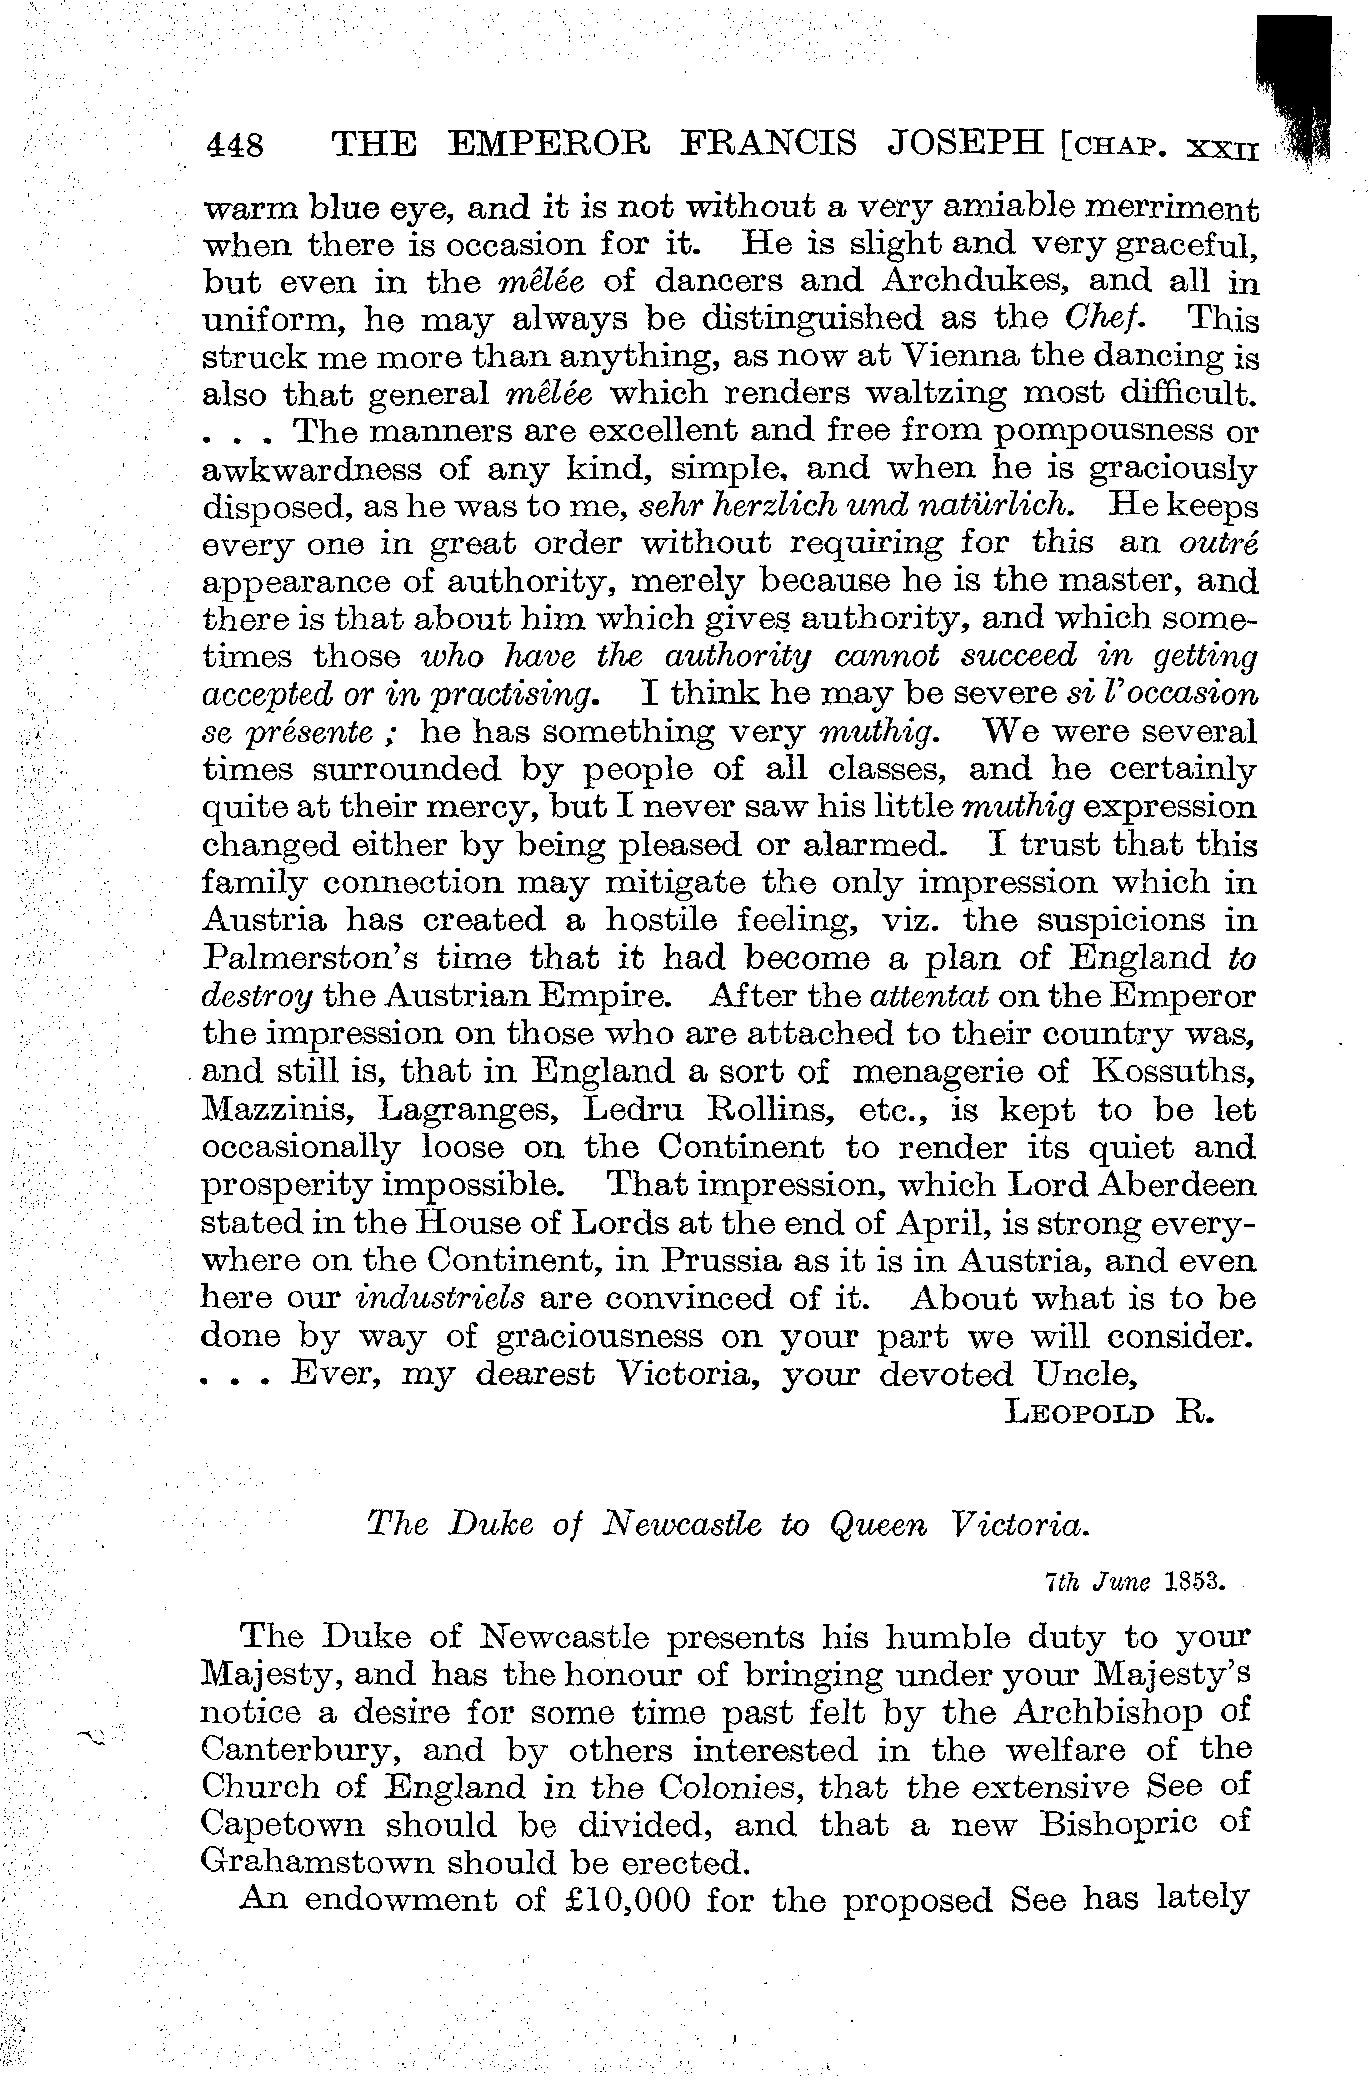 448 THE EMPEROR FRANCIS JOSEPH [CHAP. XXII
warm blue eye, and it is not without a very amiable merriment
when there is occasion for it. He is slight and very graceful,
but even in the mêlée of dancers and Archdukes, and all in
uniform, he may always be distinguished as the Chef. This
struck me more than anything, as now at Vienna the dancing is
also that general mêlée which renders waltzing most difficult.
. . . The manners are excellent and free from pompousness or
awkwardness of any kind, simple, and when he is graciously
disposed, as he was to me, sehr herzlich und natürlich. He keeps
every one in great order without requiring for this an outré
appearance of authority, merely because he is the master, and
there is that about him which gives authority, and which some-
times those who have the authority cannot succeed in getting
accepted or in practising. I think he may be severe si l'occasion
se présente ; he has something very muthig. We were several
times surrounded by people of all classes, and he certainly
quite at their mercy, but I never saw his little muthig expression
changed either by being pleased or alarmed. I trust that this
family connection may mitigate the only impression which in
Austria has created a hostile feeling, viz. the suspicions in
Palmerston's time that it had become a plan of England to
destroy the Austrian Empire. After the attentat on the Emperor
the impression on those who are attached to their country was,
and still is, that in England a sort of menagerie of Kossuths,
Mazzinis, Lagranges, Ledru Rollins, etc., is kept to be let
occasionally loose on the Continent to render its quiet and
prosperity impossible. That impression, which Lord Aberdeen
stated in the House of Lords at the end of April, is strong every-
where on the Continent, in Prussia as it is in Austria, and even
here our industriels are convinced of it. About what is to be
done by way of graciousness on your part we will consider.
. . . Ever, my dearest Victoria, your devoted Uncle,
LEOPOLD R.
The Duke of Newcastle to Queen Victoria.
7th June 1853.
The Duke of Newcastle presents his humble duty to your
Majesty, and has the honour of bringing under your Majesty's
notice a desire for some time past felt by the Archbishop of
Canterbury, and by others interested in the welfare of the
Church of England in the Colonies, that the extensive See of
Capetown should be divided, and that a new Bishopric of
Grahamstown should be erected.
An endowment of £10,000 for the proposed See has lately